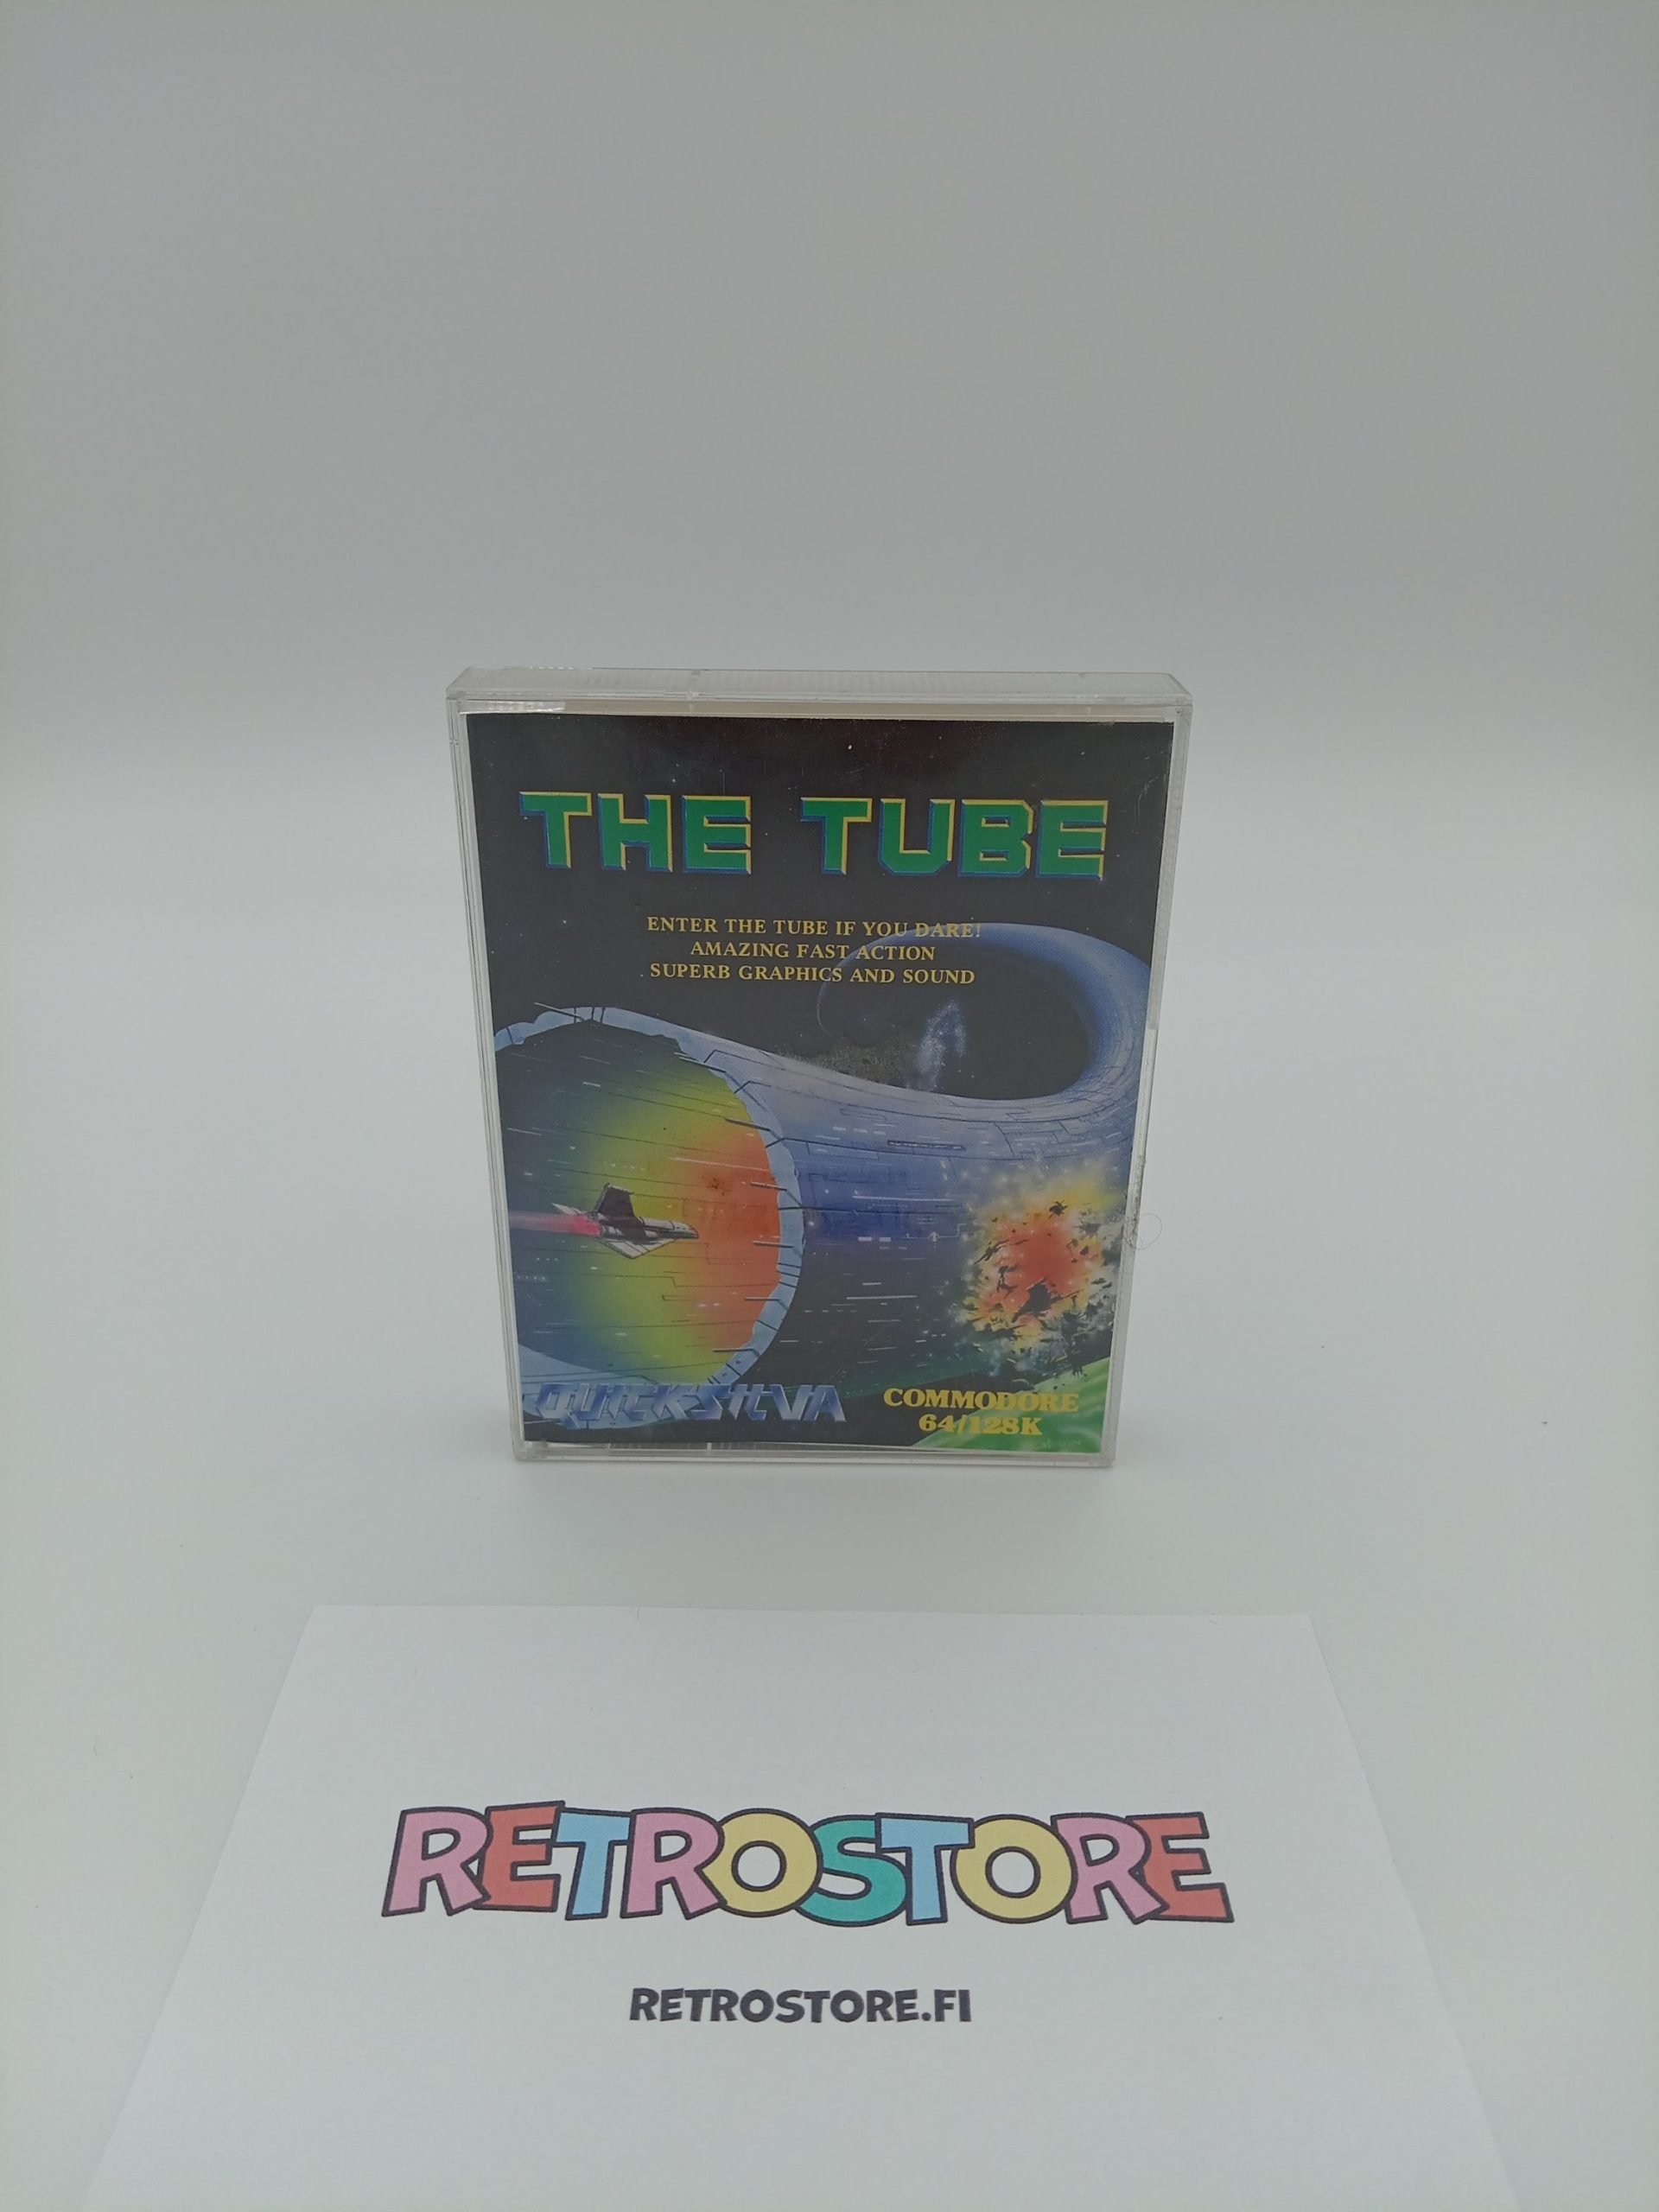 THE TUBE
ENTER THE TUBE IF YOU DARE!
AMAZING FAST ACTION
SUPERB GRAPHICS AND SOUND
QUICKSILVA
COMMODORE
64/128K
RETROSTORE
RETROSTORE.FI